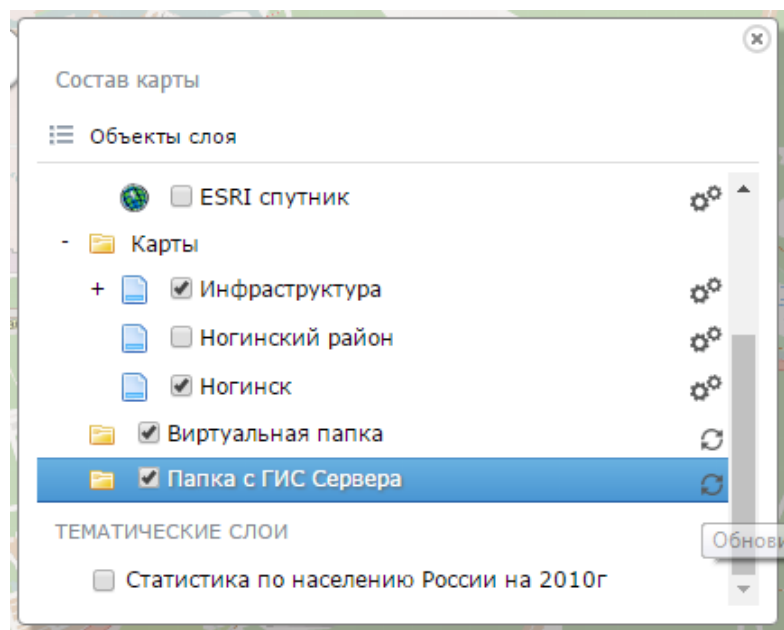 Состав карты
Объекты слоя
ESRI спутник
- Карты
+ Инфраструктура
Ногинский район
Ногинск
Виртуальная папка
Папка с ГИС Сервера
ТЕМАТИЧЕСКИЕ СЛОИ
Обнови
Статистика по населению России на 2010г